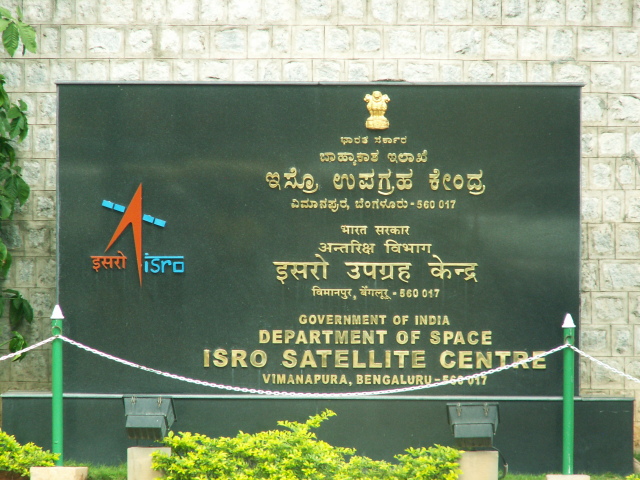 ಭಾರತ ಸರ್ಕಾರ
ಬಾಹ್ಯಾಕಾಶ ಇಲಾಖೆ
ಇಸ್ರೊ ಉಪಗ್ರಹ ಕೇಂದ್ರ
ವಿಮಾನಪುರ, ಬೆಂಗಳೂರು - 560 017
भारत सरकार
अन्तरिक्ष विभाग
इसरो उपग्रह केन्द्र
विमानपुर, बेंगलूरू - 560 017
इसरो isro
GOVERNMENT OF INDIA
DEPARTMENT OF SPACE
ISRO SATELLITE CENTRE
VIMANAPURA, BENGALURU - 560 017